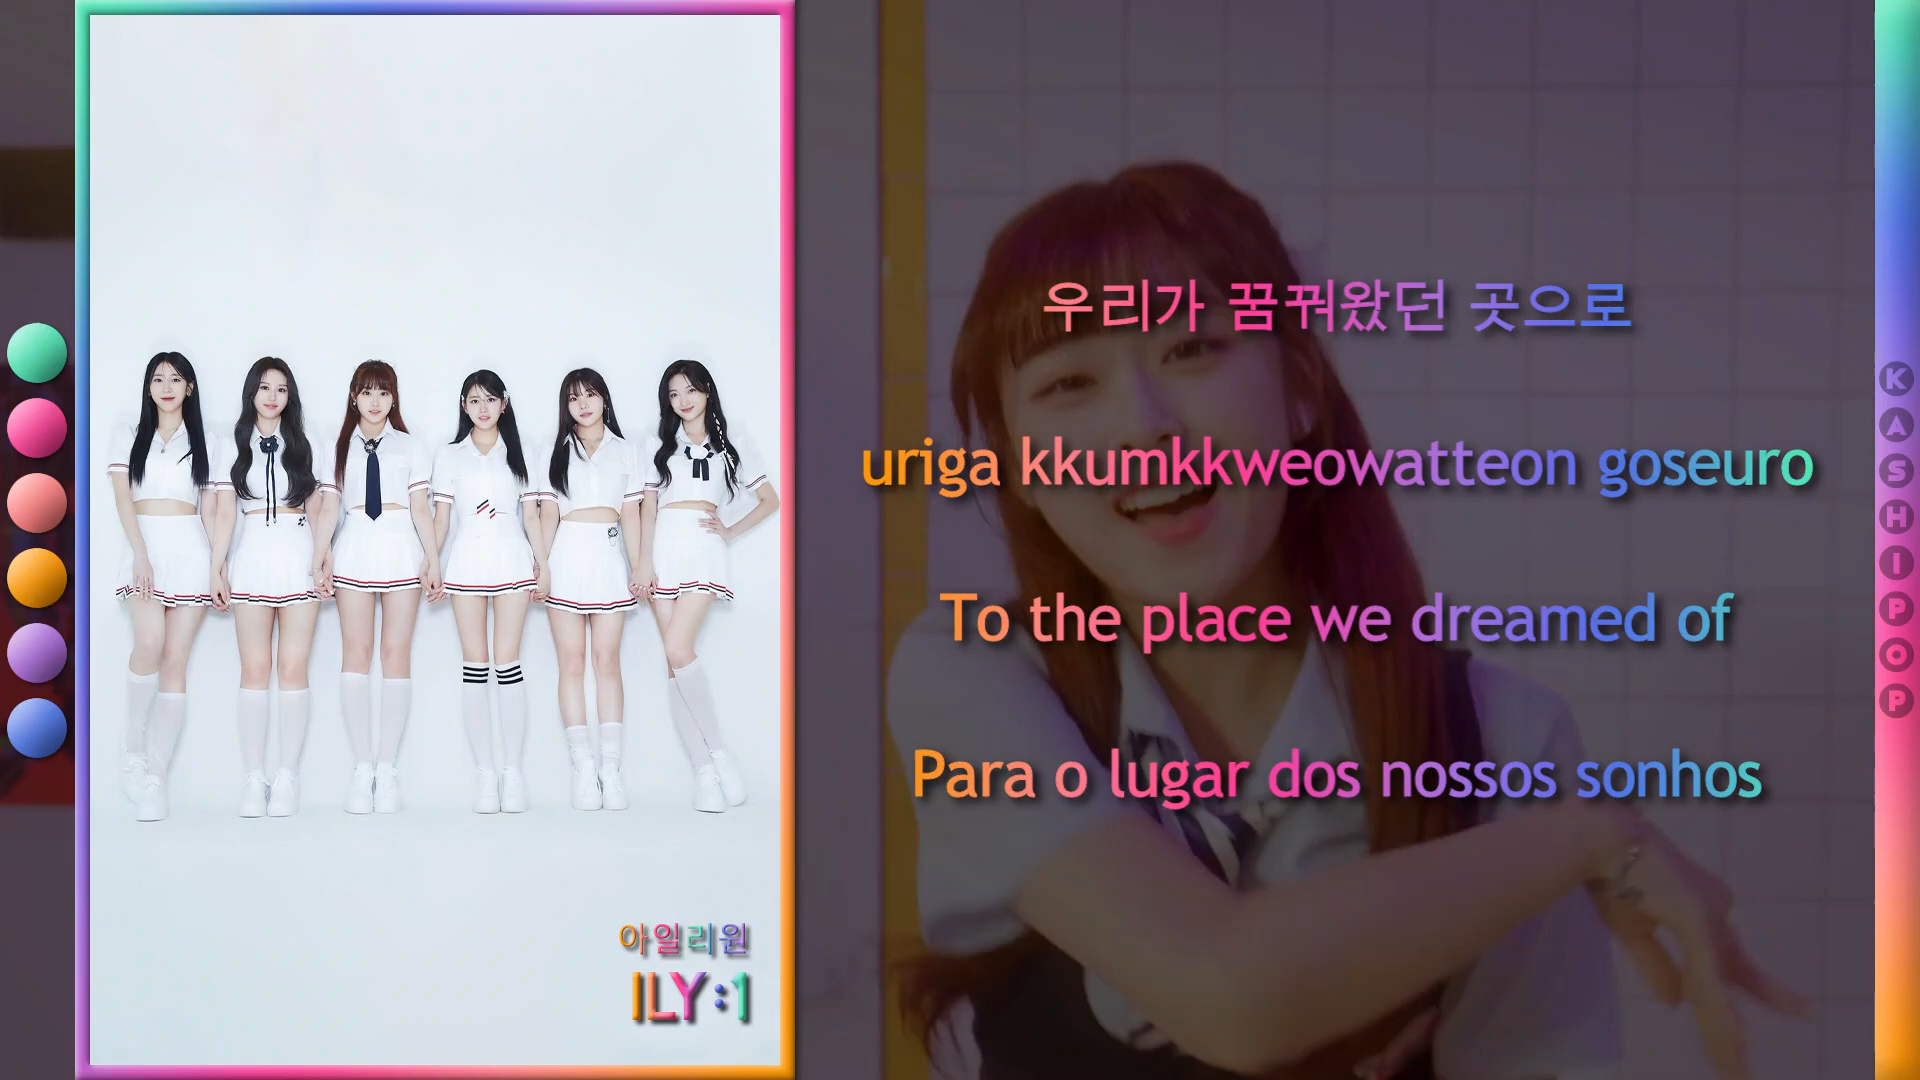 우리가 꿈꿔왔던 곳으로
uriga kkumkkweowatteon goseuro
To the place we dreamed of
Para o lugar dos nossos sonhos
아일리원
ILY:1
KASHIPOP